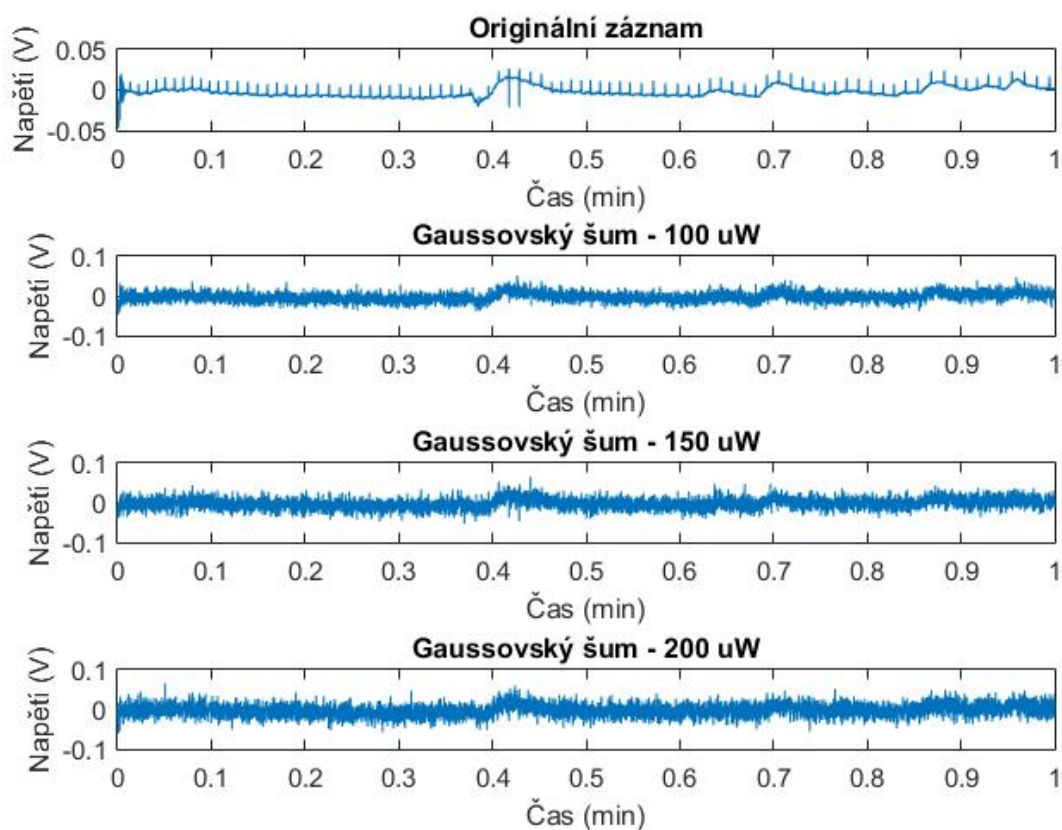 Originální záznam
Napětí (V)
0.05
0
-0.05
0 0.1 0.2 0.3 0.4 0.5 0.6 0.7 0.8 0.9 1
Čas (min)
Gaussovský šum - 100 uW
Napětí (V)
0.1
0
-0.1
0 0.1 0.2 0.3 0.4 0.5 0.6 0.7 0.8 0.9 1
Čas (min)
Gaussovský šum - 150 uW
Napětí (V)
0.1
0
-0.1
0 0.1 0.2 0.3 0.4 0.5 0.6 0.7 0.8 0.9 1
Čas (min)
Gaussovský šum - 200 uW
Napětí (V)
0.1
0
-0.1
0 0.1 0.2 0.3 0.4 0.5 0.6 0.7 0.8 0.9 1
Čas (min)